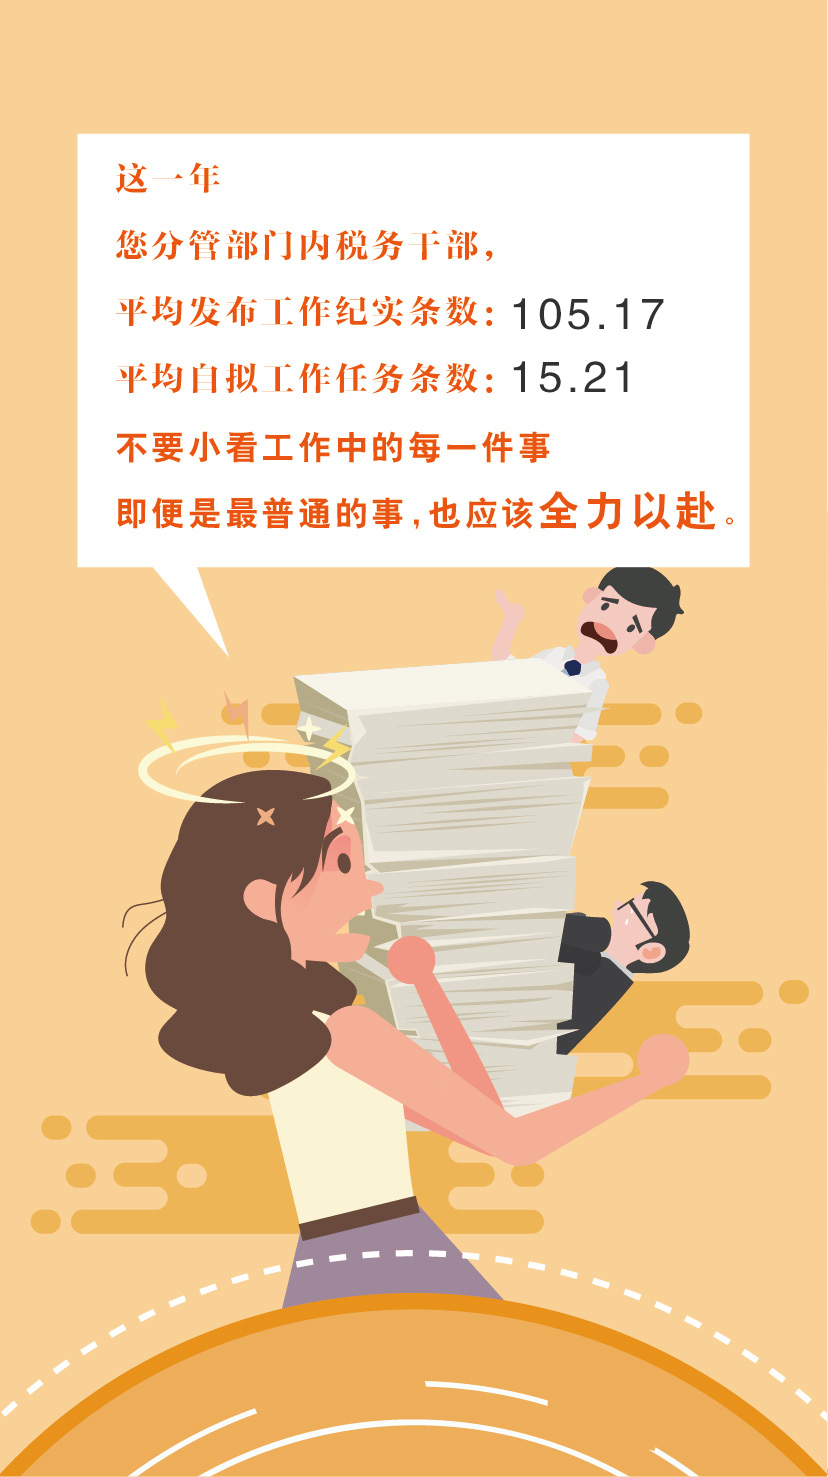 这一年
您分管部门内税务干部，
平均发布工作纪实条数：105.17
平均自拟工作任务条数：15.21
不要小看工作中的每一件事
即便是最普通的事，也应该全力以赴。